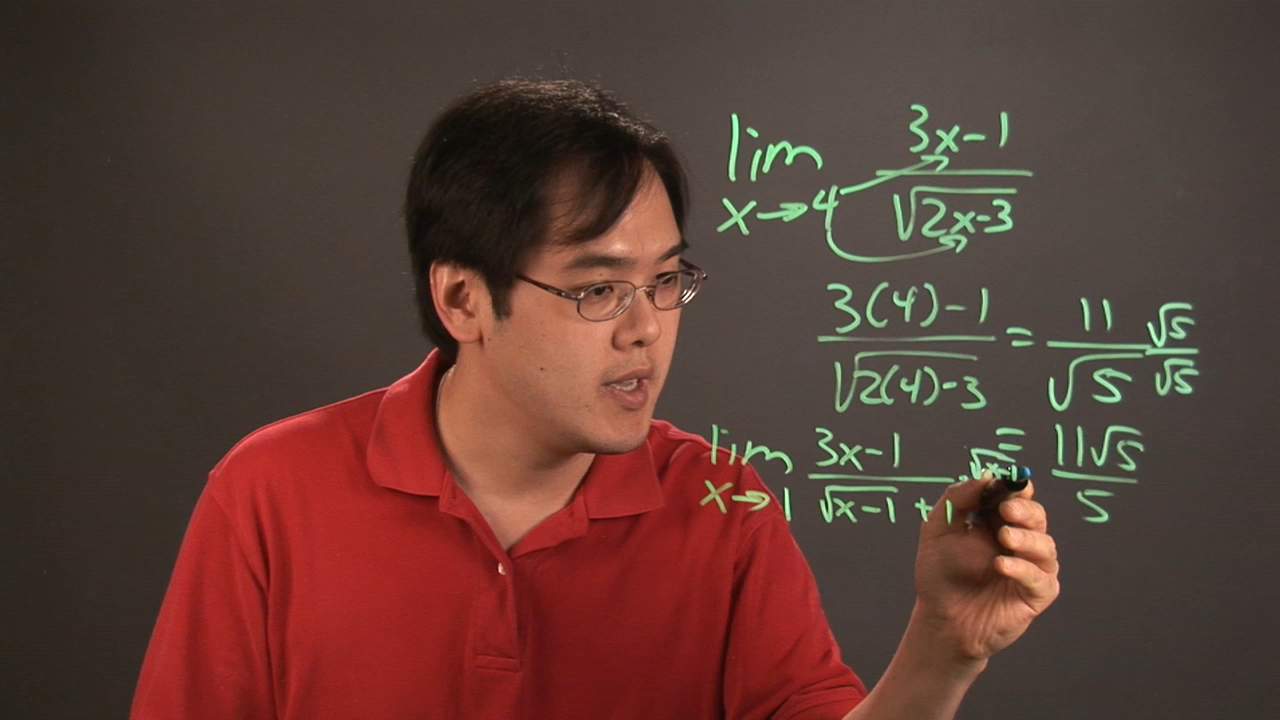 lim 3x-1
x→4 √2x-3
3(4)-1 = 11 √5
√2(4)-3 √5 √5
lim 3x-1 = 11√5
x→1 √x-1 +1 5